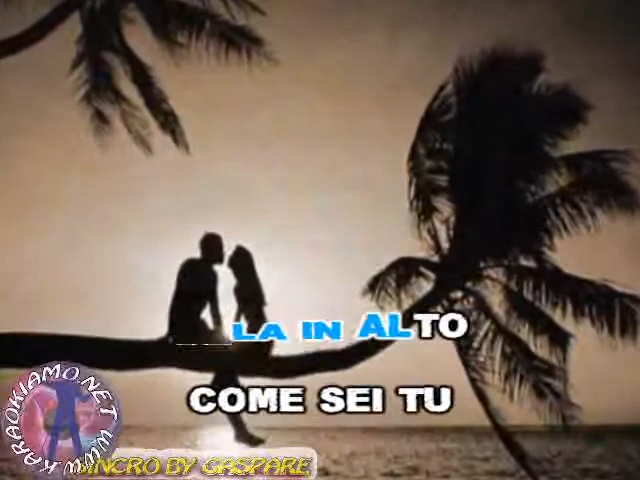 LA IN ALTO
COME SEI TU
WWW.KARAOKIAMO.NET
SINCRO BY GASPARE